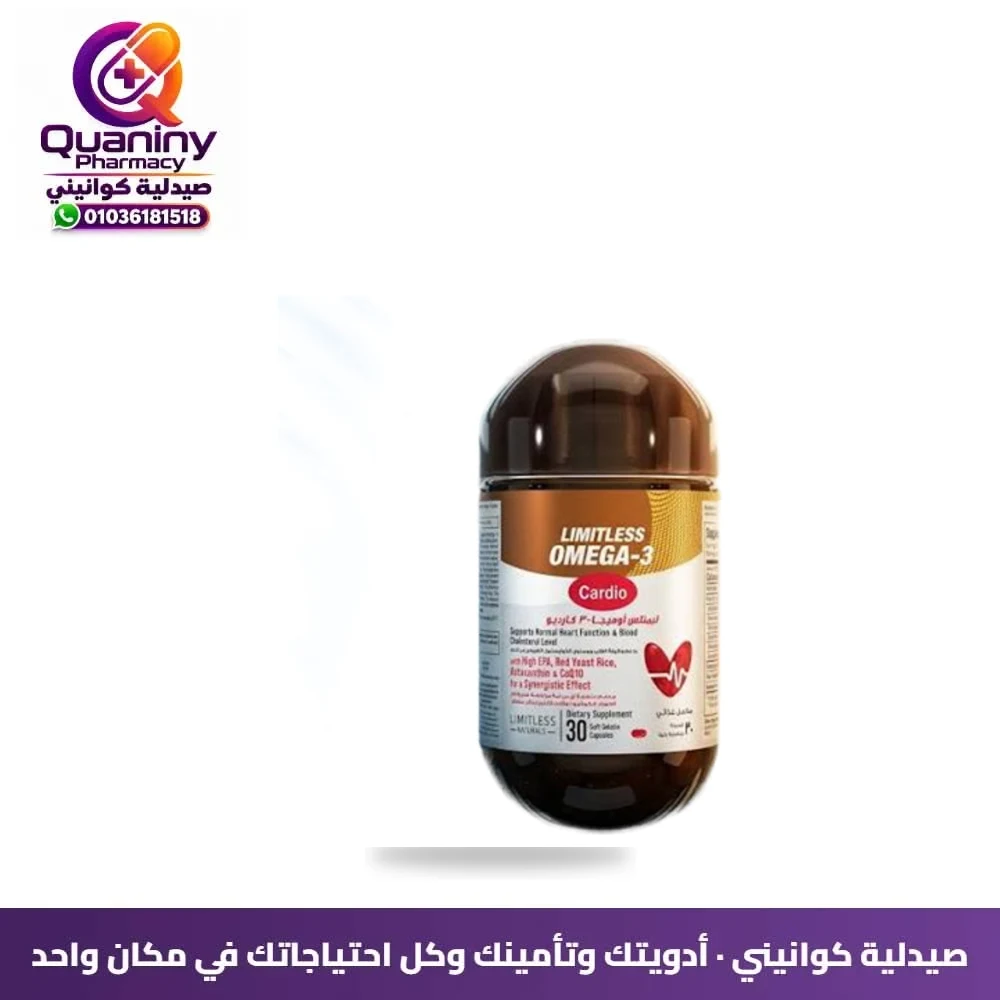 Quaniny
Pharmacy
صيدلية كوانيني
01036181518
LIMITLESS
OMEGA-3
Cardio
ليمتلس أوميجا-٣ كارديو
Supports Normal Heart Function & Blood
Cholesterol Level
with High EPA, Red Yeast Rice,
Astaxanthin & CoQ10
for a Synergistic Effect
LIMITLESS
NATURALS
Dietary Supplement
30 Soft Gelatin
Capsules
مكمل غذائي
٣٠
صيدلية كوانيني · أدويتك وتأمينك وكل احتياجاتك في مكان واحد